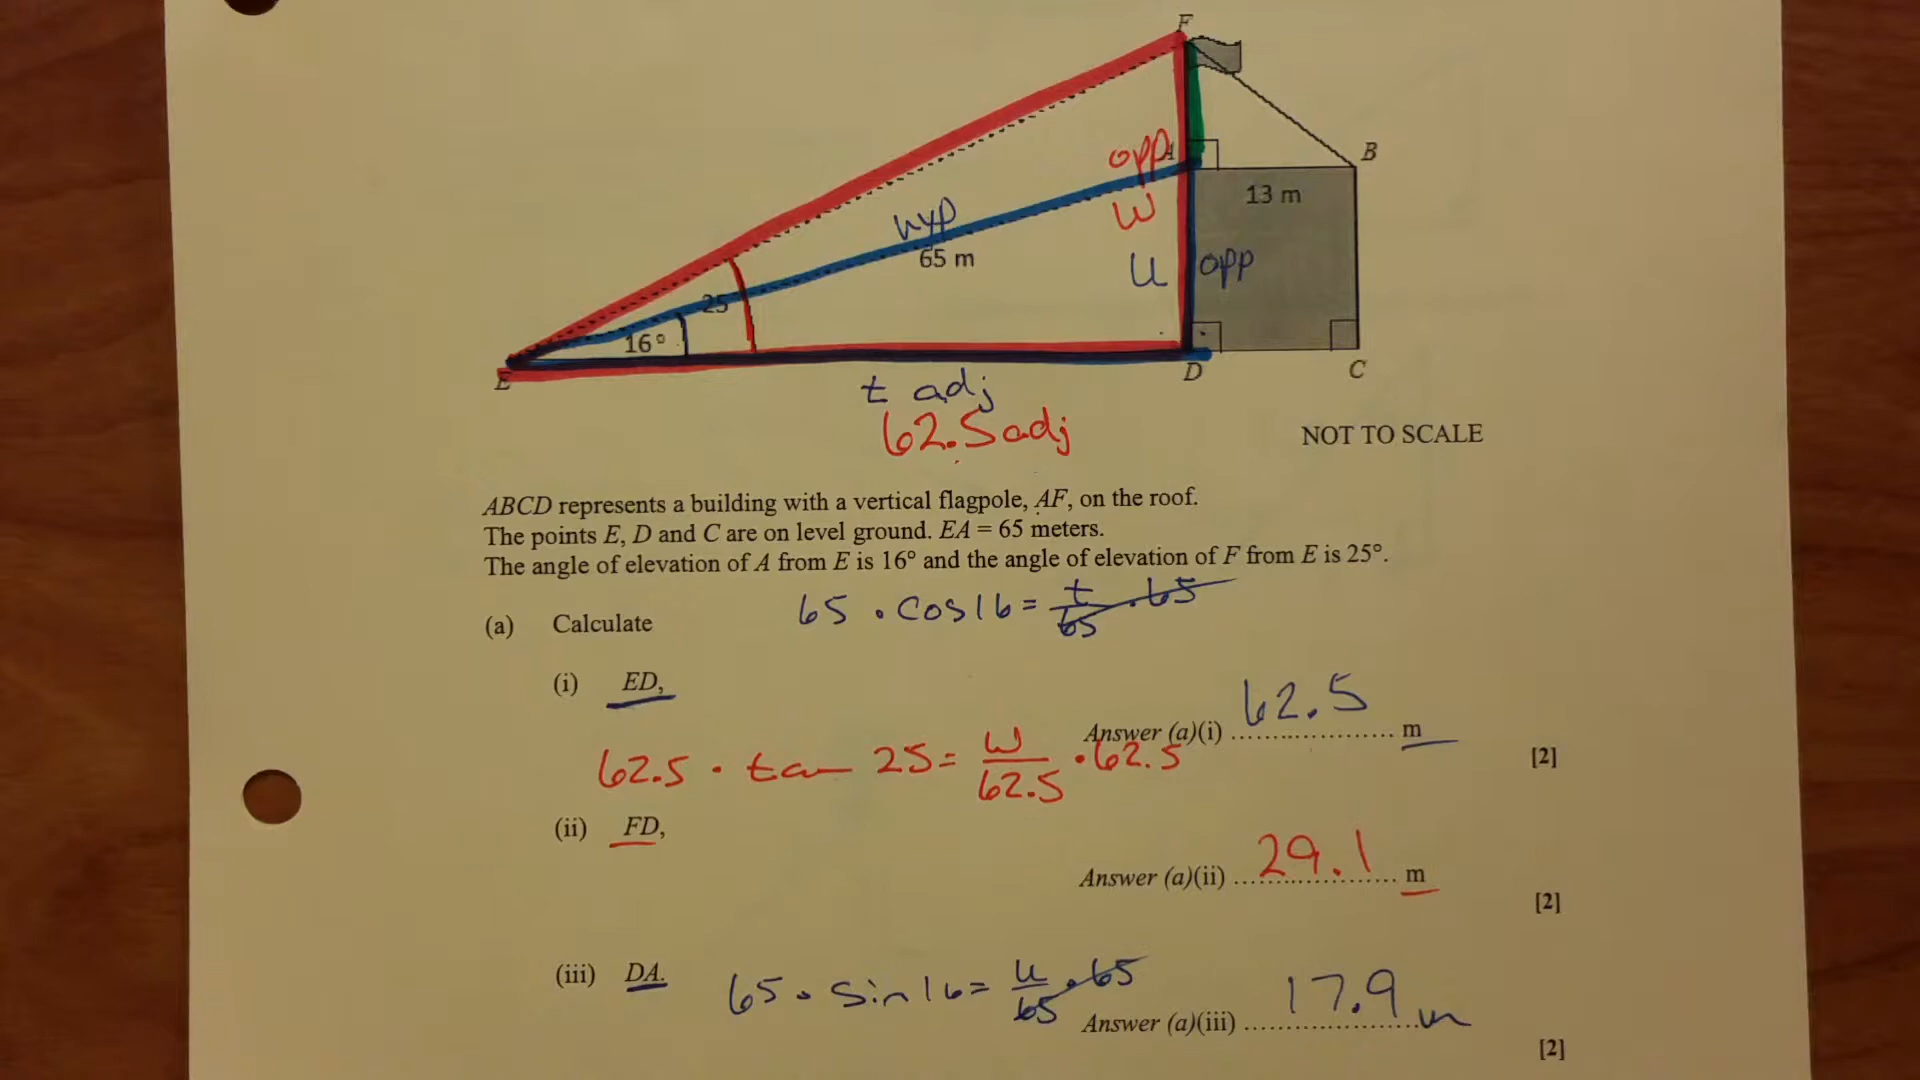 F
opp A
B
13 m
W
hyp
65 m
u opp
25
16°
E
D
C
t adj
62.5 adj
NOT TO SCALE
ABCD represents a building with a vertical flagpole, AF, on the roof.
The points E, D and C are on level ground. EA = 65 meters.
The angle of elevation of A from E is 16° and the angle of elevation of F from E is 25°.
65 . cos16 = t/65 . 65
(a) Calculate
(i) ED,
62.5
Answer (a)(i) .................... m
[2]
62.5 . tan 25 = W/62.5 . 62.5
(ii) FD,
29.1
Answer (a)(ii) .................... m
[2]
(iii) DA.
65 . sin16 = u/65 . 65
17.9 m
Answer (a)(iii) ....................
[2]